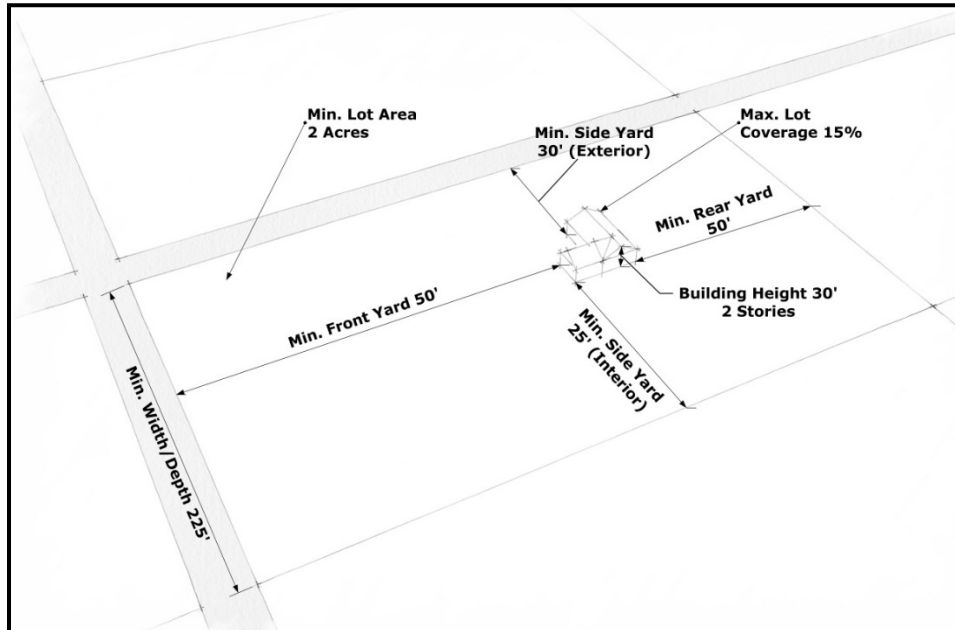 Min. Lot Area
2 Acres
Min. Side Yard
30' (Exterior)
Max. Lot
Coverage 15%
Min. Rear Yard
50'
Min. Front Yard 50'
Building Height 30'
2 Stories
Min. Side Yard
25' (Interior)
Min. Width/Depth 225'